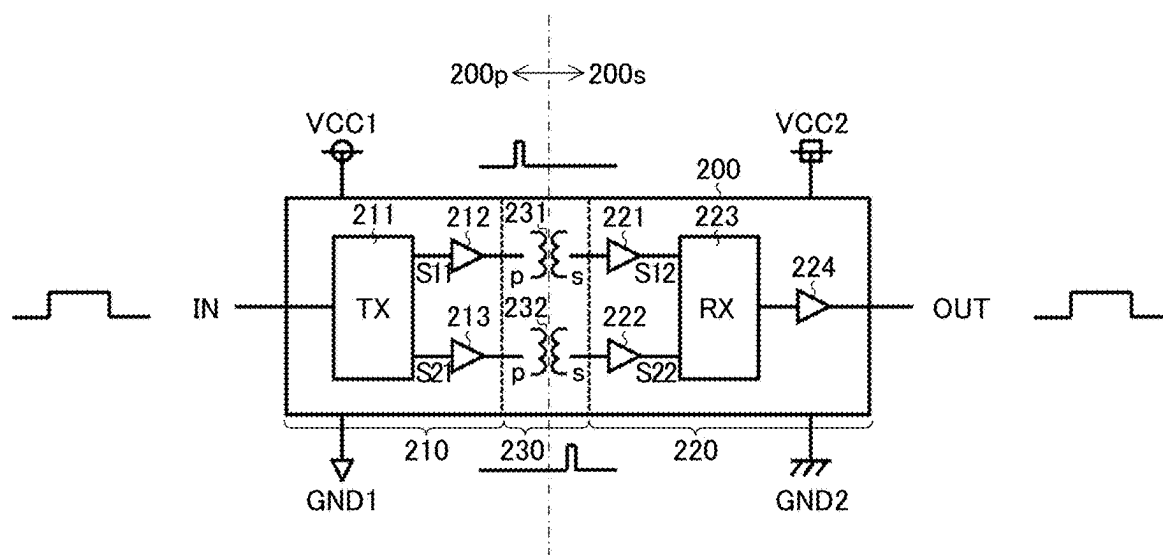 200p 200s
VCC1 VCC2
200
211 212 231 221 223
S11 p s S12 224
IN TX RX OUT
213 232 222
S21 p s S22
210 230 220
GND1 GND2